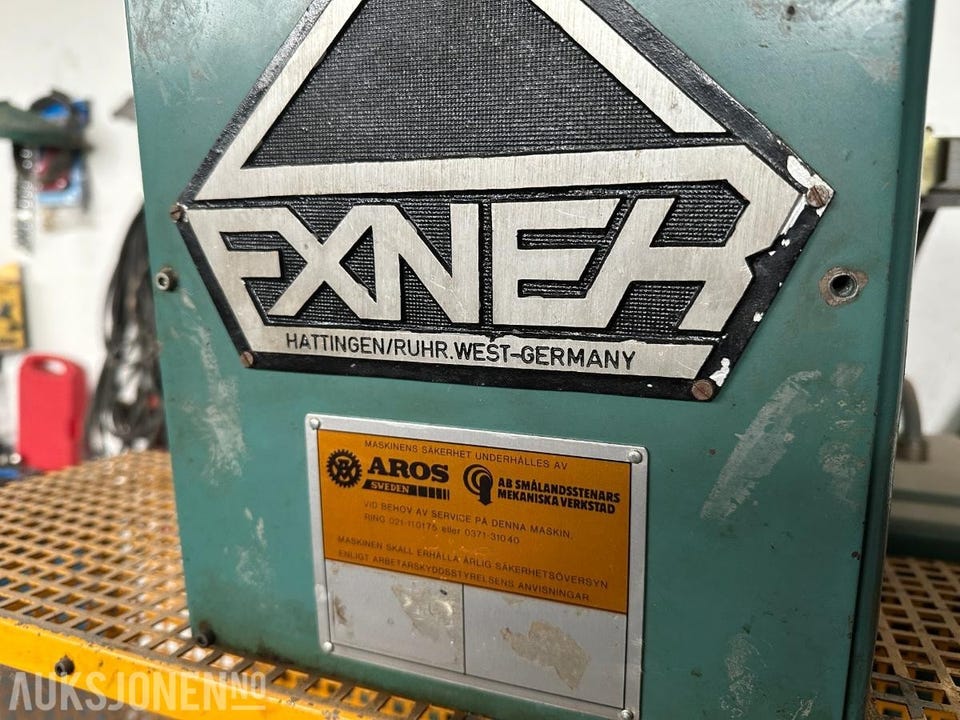 EXNER
HATTINGEN/RUHR. WEST-GERMANY
MASKINENS SÄKERHET UNDERHÅLLES AV
AROS
SWEDEN
AB SMÅLANDSSTENARS
MEKANISKA VERKSTAD
VID BEHOV AV SERVICE PÅ DENNA MASKIN,
RING 021-110175 eller 0371-31040
MASKINEN SKALL ERHÅLLA ÅRLIG SÄKERHETSÖVERSYN
ENLIGT ARBETARSKYDDSSTYRELSENS ANVISNINGAR
AUKSJONEN.NO